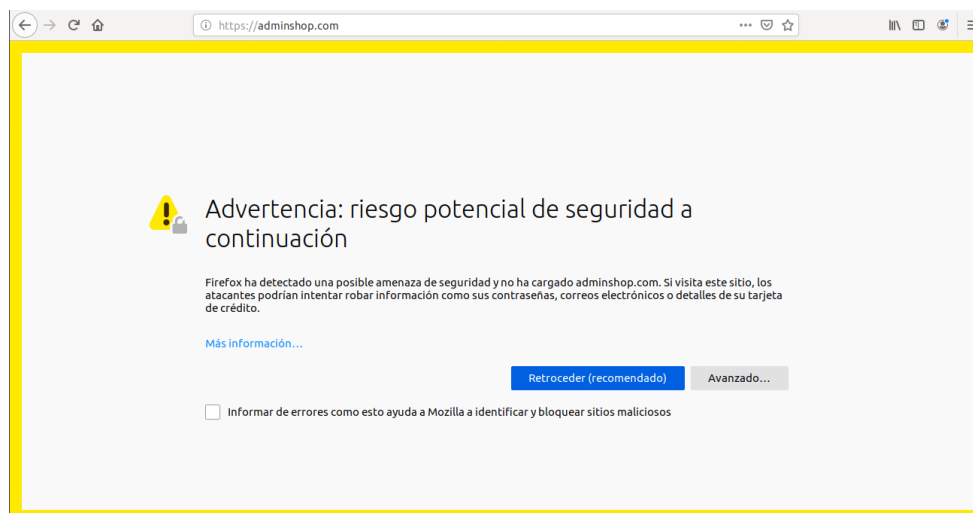 https://adminshop.com
Advertencia: riesgo potencial de seguridad a
continuación
Firefox ha detectado una posible amenaza de seguridad y no ha cargado adminshop.com. Si visita este sitio, los
atacantes podrían intentar robar información como sus contraseñas, correos electrónicos o detalles de su tarjeta
de crédito.
Más información…
Retroceder (recomendado) Avanzado…
Informar de errores como esto ayuda a Mozilla a identificar y bloquear sitios maliciosos